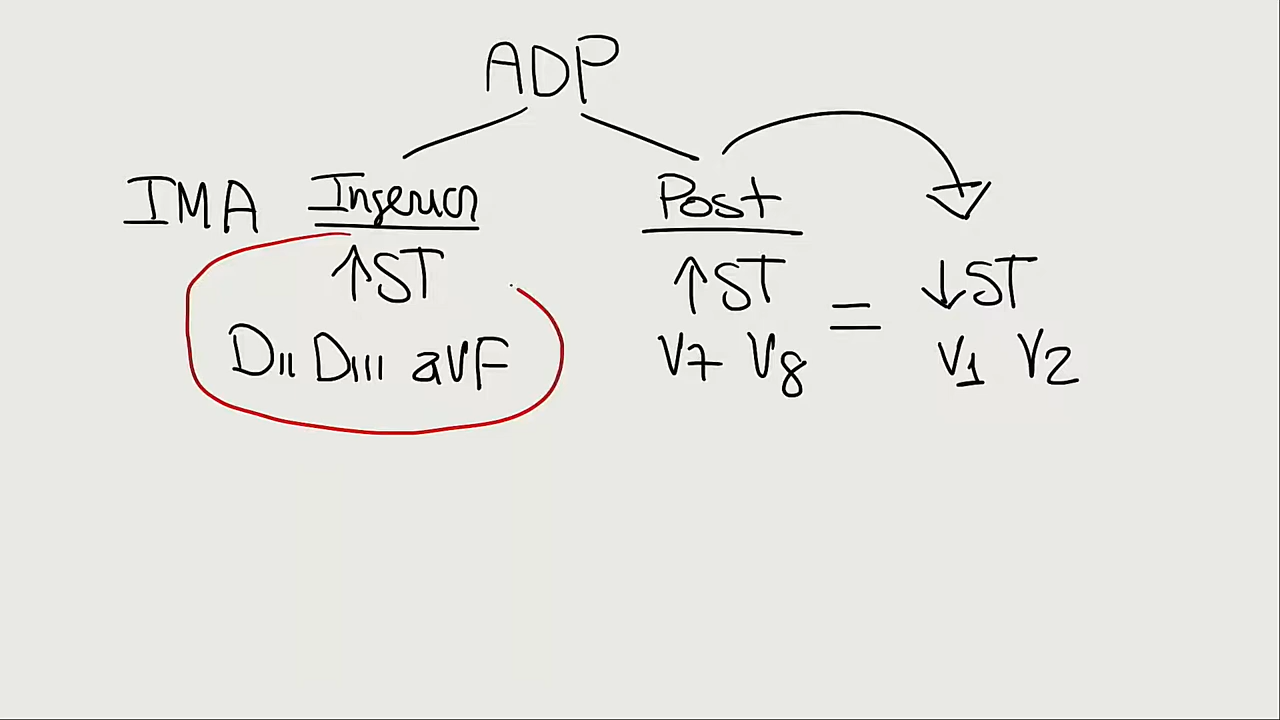 ADP
IMA Inferior Post
↑ST ↑ST = ↓ST
DII DIII aVF V7 V8 V1 V2